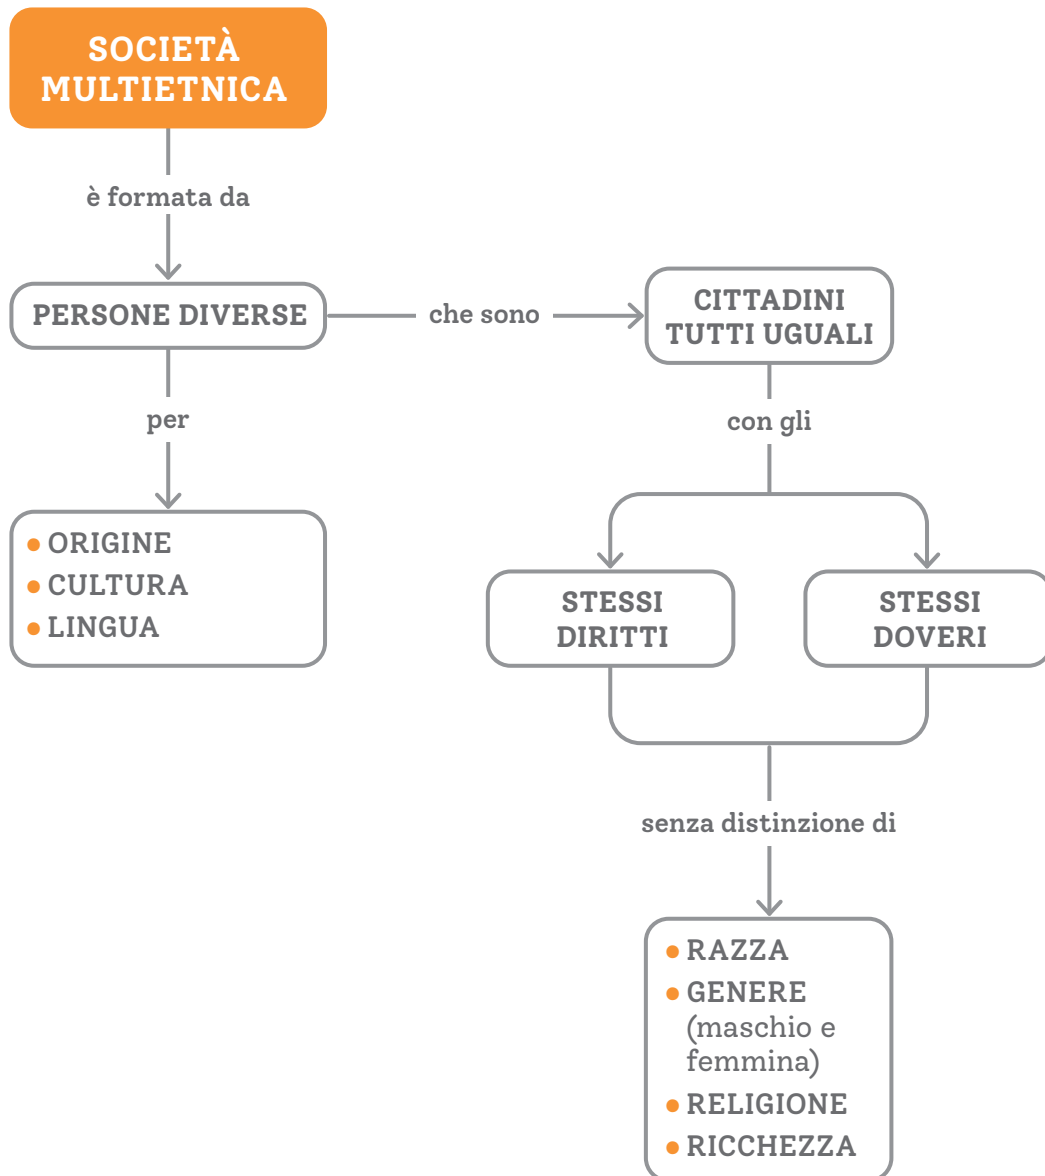 SOCIETÀ
MULTIETNICA
è formata da
PERSONE DIVERSE
che sono
CITTADINI
TUTTI UGUALI
per
con gli
ORIGINE
CULTURA
LINGUA
STESSI
DIRITTI
STESSI
DOVERI
senza distinzione di
RAZZA
GENERE
(maschio e
femmina)
RELIGIONE
RICCHEZZA